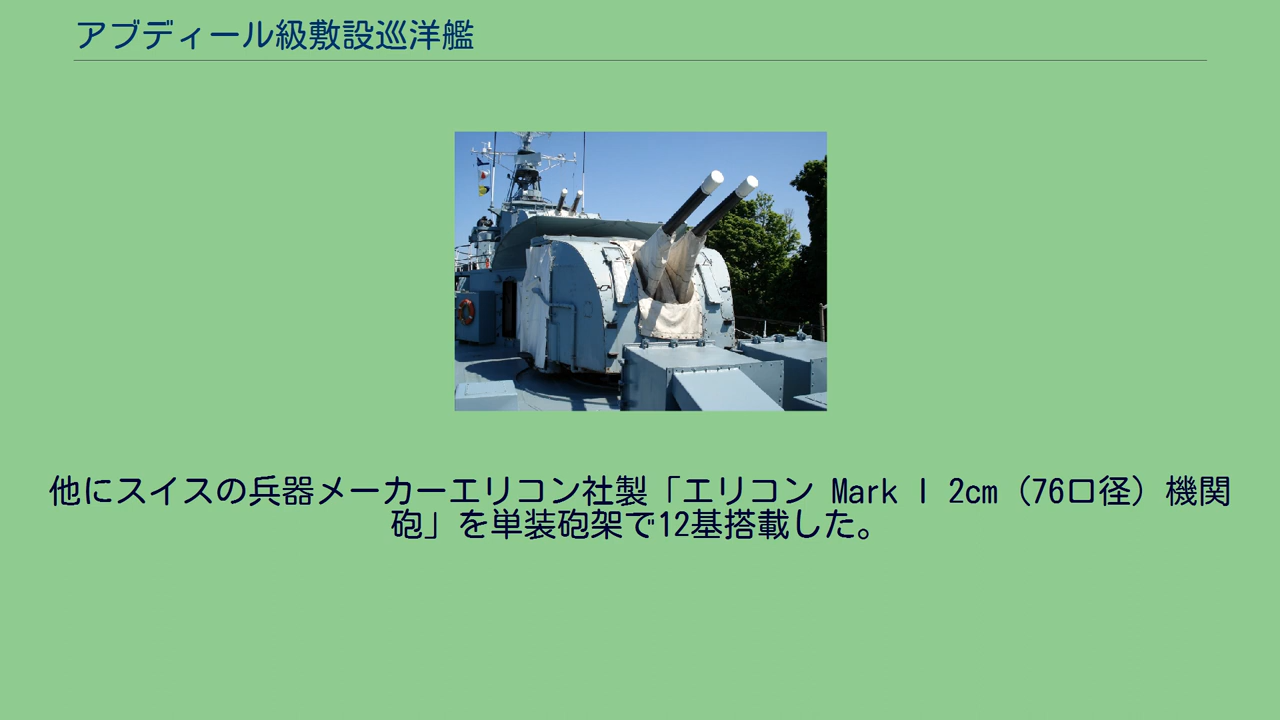 アブディール級敷設巡洋艦
他にスイスの兵器メーカーエリコン社製「エリコン Mark I 2cm（76口径）機関
砲」を単装砲架で12基搭載した。